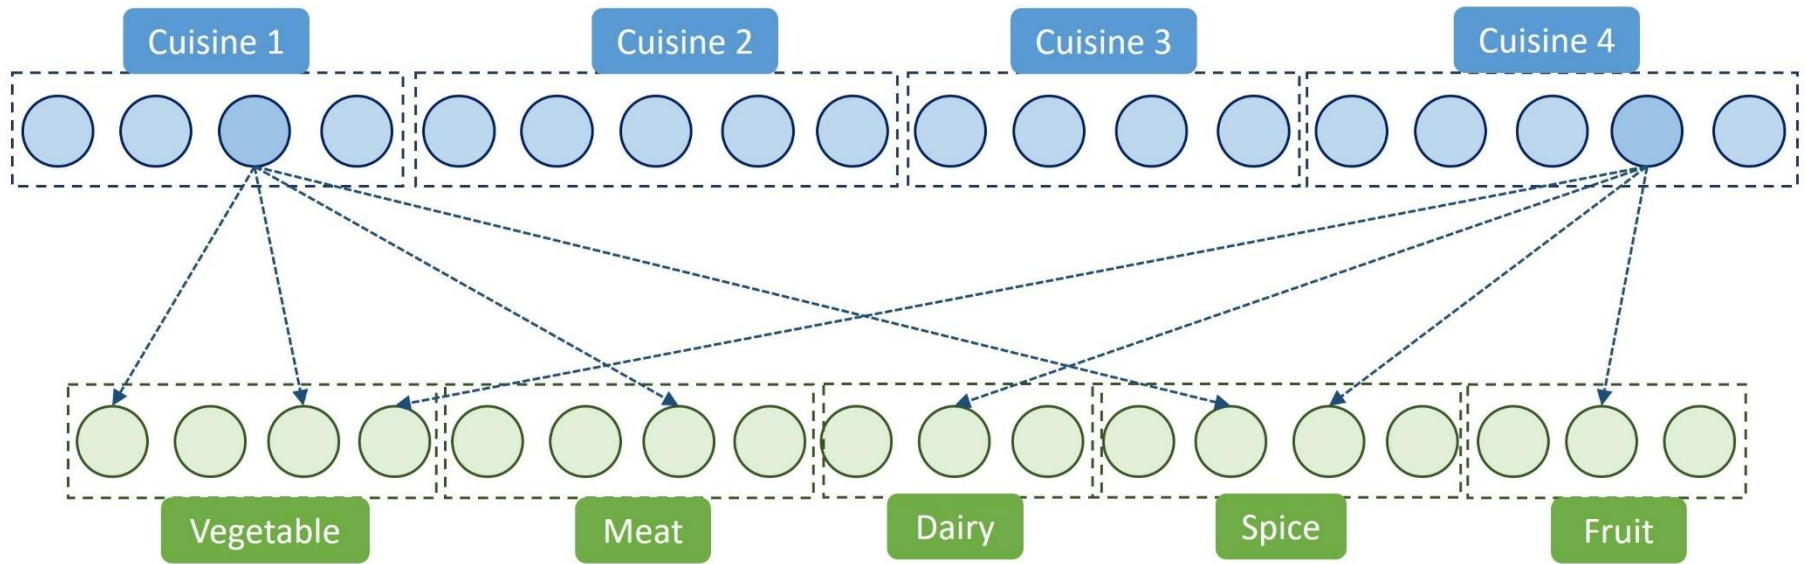 Cuisine 1
Cuisine 2
Cuisine 3
Cuisine 4
Vegetable
Meat
Dairy
Spice
Fruit